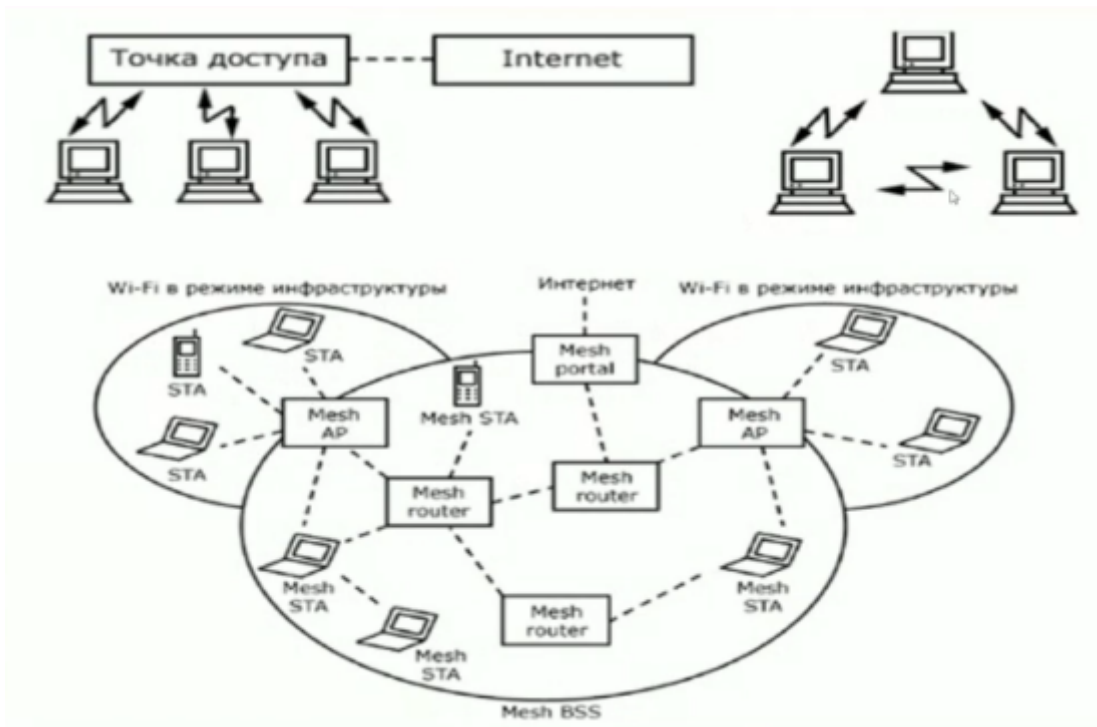 Точка доступа
Internet
Wi-Fi в режиме инфраструктуры
Интернет
Wi-Fi в режиме инфраструктуры
STA
STA
STA
Mesh
AP
Mesh STA
Mesh
portal
Mesh
AP
STA
STA
Mesh
router
Mesh
router
Mesh
STA
Mesh
STA
Mesh
router
Mesh
STA
Mesh BSS